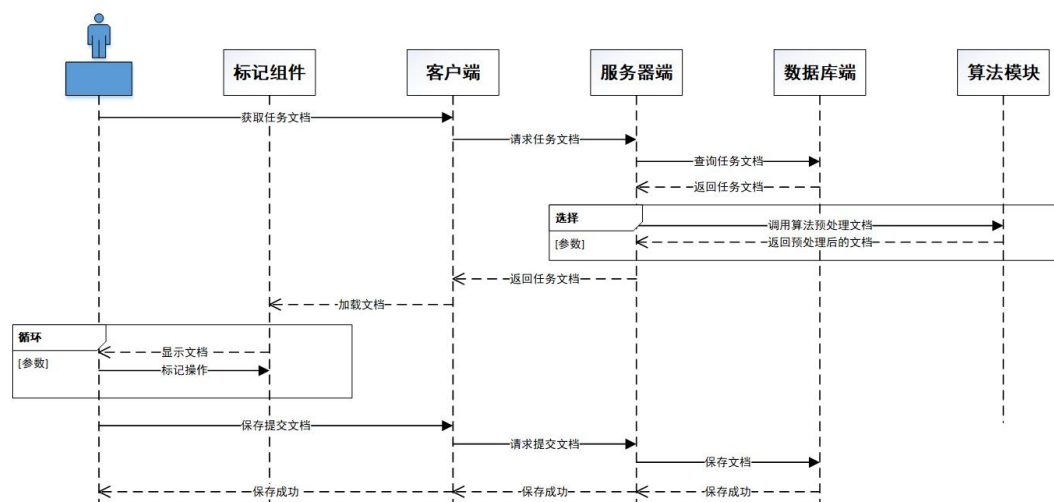 标记组件
客户端
服务器端
数据库端
算法模块
获取任务文档
请求任务文档
查询任务文档
返回任务文档
选择
调用算法预处理文档
[参数]
返回预处理后的文档
返回任务文档
加载文档
循环
显示文档
[参数]
标记操作
保存提交文档
请求提交文档
保存文档
保存成功
保存成功
保存成功